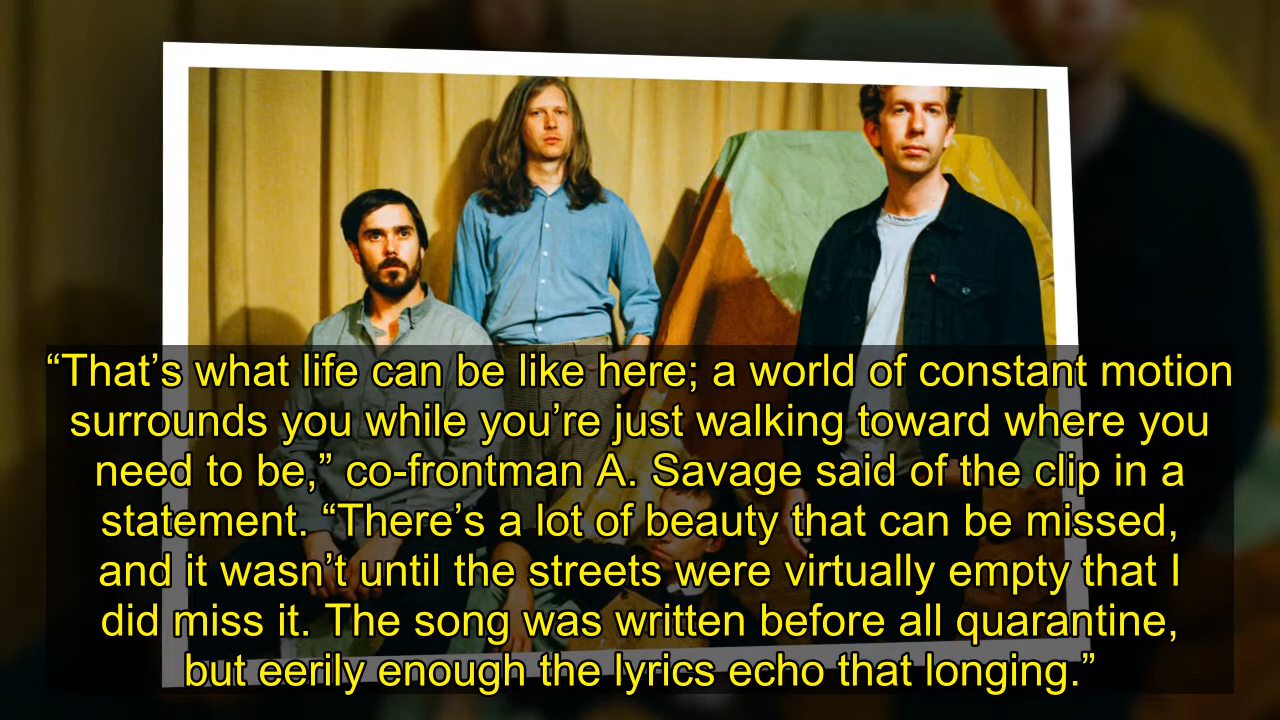 “That’s what life can be like here; a world of constant motion
surrounds you while you’re just walking toward where you
need to be,” co-frontman A. Savage said of the clip in a
statement. “There’s a lot of beauty that can be missed,
and it wasn’t until the streets were virtually empty that I
did miss it. The song was written before all quarantine,
but eerily enough the lyrics echo that longing.”